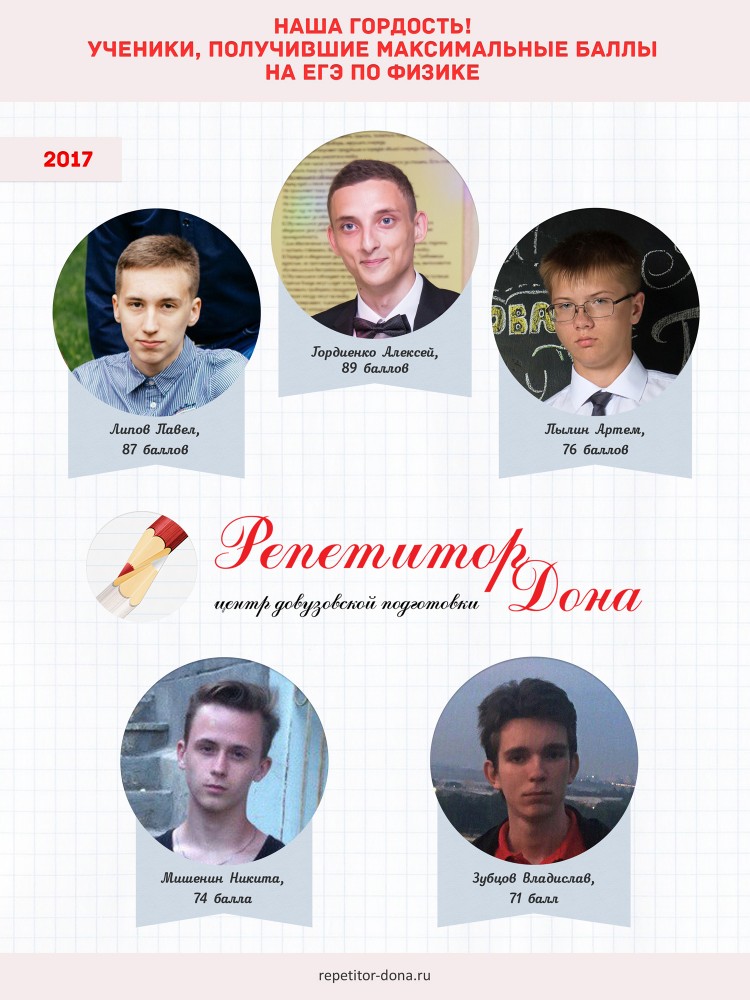 НАША ГОРДОСТЬ!
УЧЕНИКИ, ПОЛУЧИВШИЕ МАКСИМАЛЬНЫЕ БАЛЛЫ
НА ЕГЭ ПО ФИЗИКЕ
2017
Гордиенко Алексей,
89 баллов
Липов Павел,
87 баллов
ОВА
Пылин Артем,
76 баллов
Репетитор
Дона
центр довузовской подготовки
Мишенин Никита,
74 балла
Зубцов Владислав,
71 балл
repetitor-dona.ru